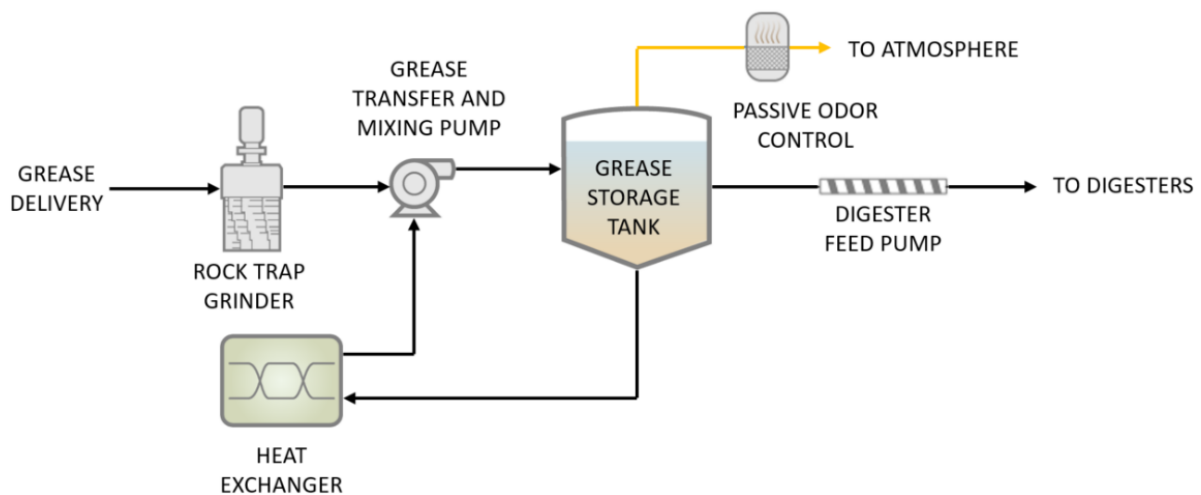 GREASE
DELIVERY
ROCK TRAP
GRINDER
GREASE
TRANSFER AND
MIXING PUMP
HEAT
EXCHANGER
GREASE
STORAGE
TANK
PASSIVE ODOR
CONTROL
TO ATMOSPHERE
DIGESTER
FEED PUMP
TO DIGESTERS